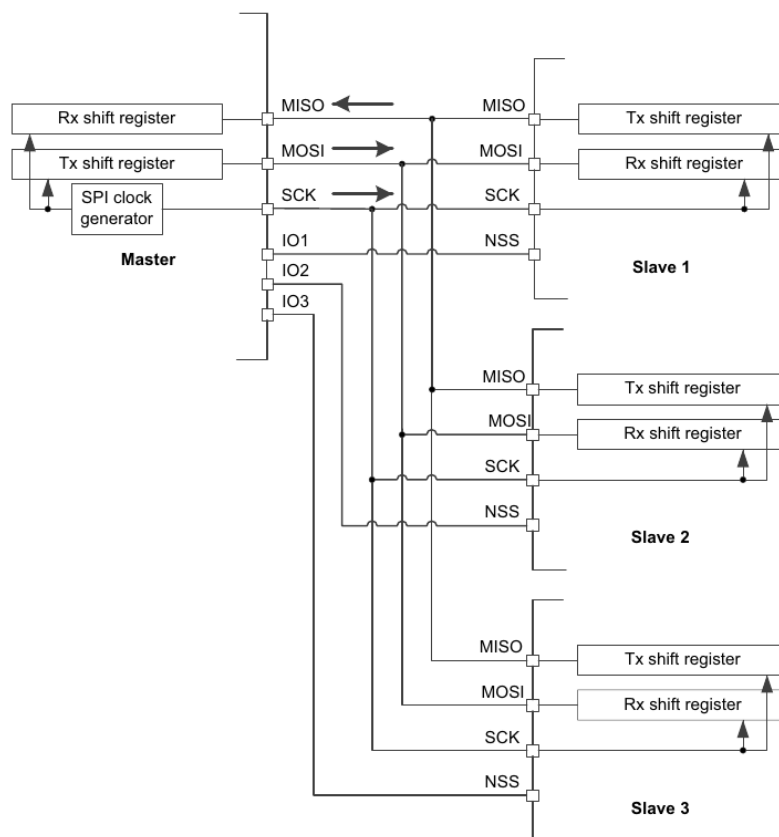 MISO
MISO
Rx shift register
Tx shift register
MOSI
MOSI
Tx shift register
Rx shift register
SPI clock
generator
SCK
SCK
Master
IO1
NSS
Slave 1
IO2
IO3
MISO
Tx shift register
MOSI
Rx shift register
SCK
NSS
Slave 2
MISO
Tx shift register
MOSI
Rx shift register
SCK
NSS
Slave 3